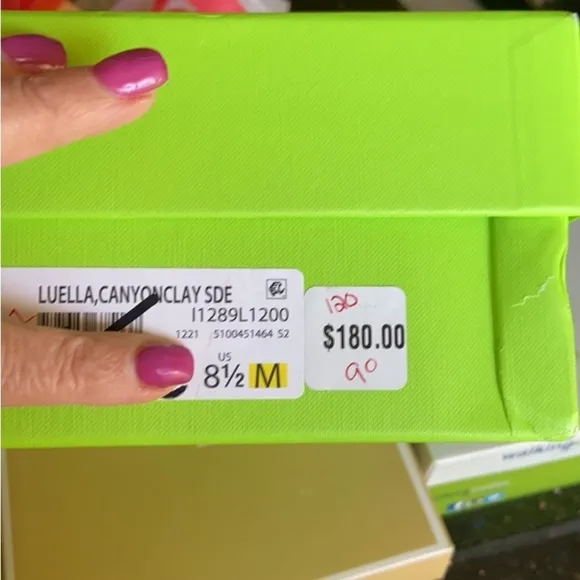 LUELLA,CANYONCLAY SDE
I1289L1200
1221 5100451464 52
US
8½ M
120
$180.00
90